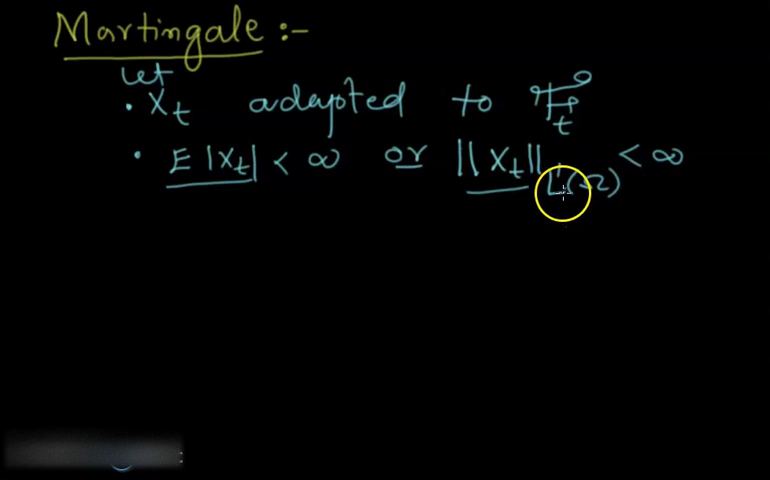 Martingale :-
Let
• X_t adapted to ℱ_t
• E |X_t| < ∞ or ||X_t||_{L¹(Ω)} < ∞